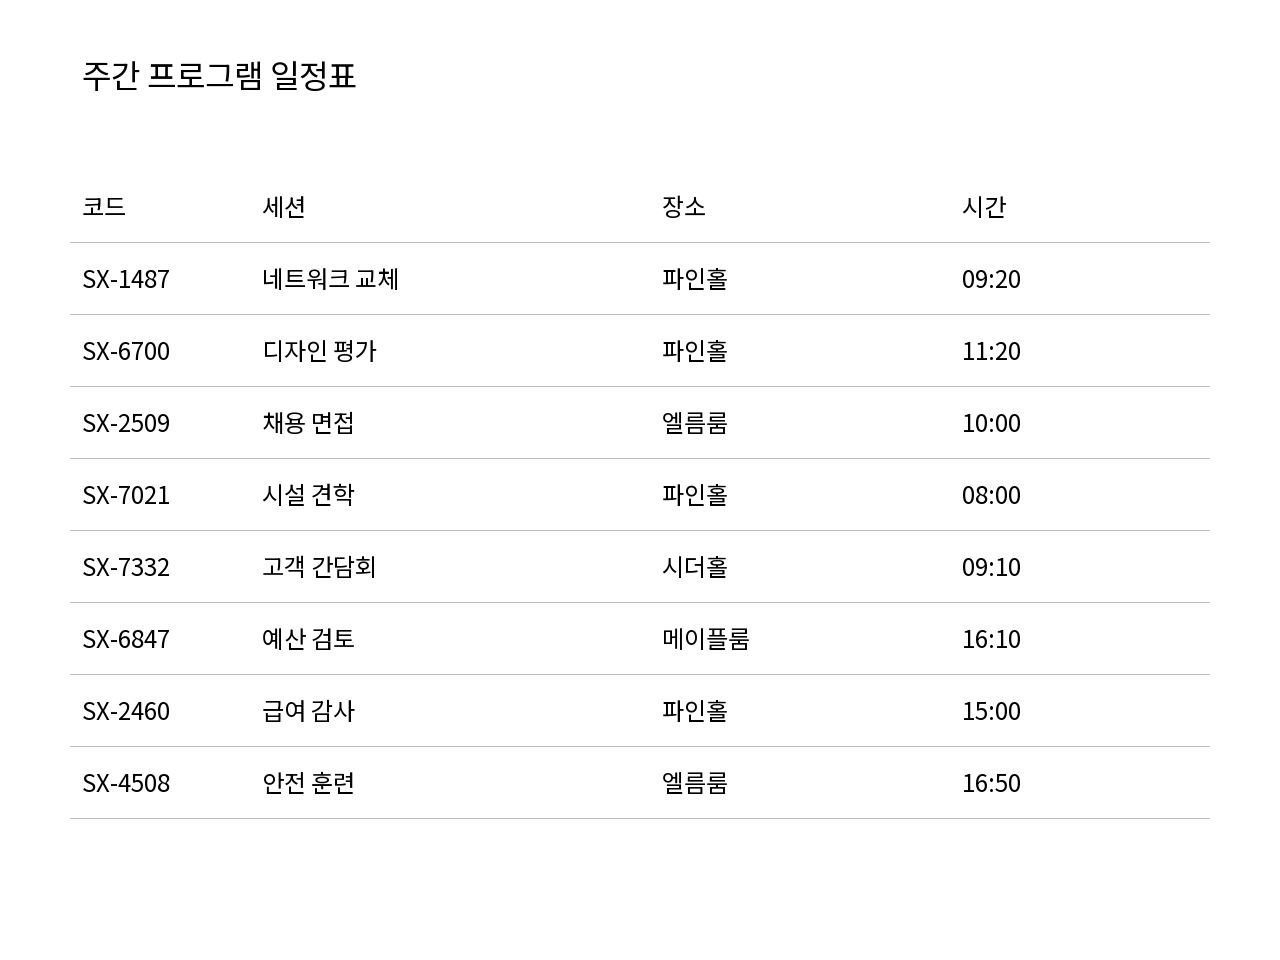 주간 프로그램 일정표
코드 세션 장소 시간
SX-1487 네트워크 교체 파인홀 09:20
SX-6700 디자인 평가 파인홀 11:20
SX-2509 채용 면접 엘름룸 10:00
SX-7021 시설 견학 파인홀 08:00
SX-7332 고객 간담회 시더홀 09:10
SX-6847 예산 검토 메이플룸 16:10
SX-2460 급여 감사 파인홀 15:00
SX-4508 안전 훈련 엘름룸 16:50